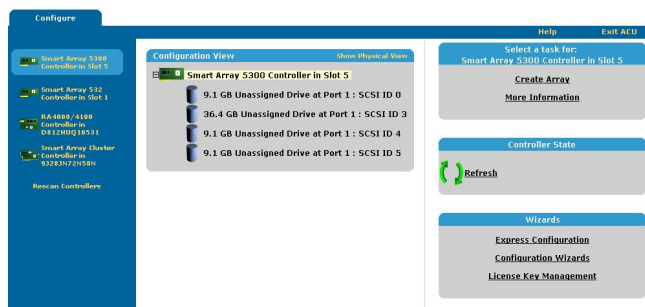 Configure
Help
Exit ACU
Smart Array 5300
Controller in Slot 5
Smart Array 532
Controller in Slot 1
RA4000/4100
Controller in
D812HUQ10531
Smart Array Cluster
Controller in
9J283N72N58N
Rescan Controllers
Configuration View
Show Physical View
Smart Array 5300 Controller in Slot 5
9.1 GB Unassigned Drive at Port 1 : SCSI ID 0
36.4 GB Unassigned Drive at Port 1 : SCSI ID 3
9.1 GB Unassigned Drive at Port 1 : SCSI ID 4
9.1 GB Unassigned Drive at Port 1 : SCSI ID 5
Select a task for:
Smart Array 5300 Controller in Slot 5
Create Array
More Information
Controller State
Refresh
Wizards
Express Configuration
Configuration Wizards
License Key Management